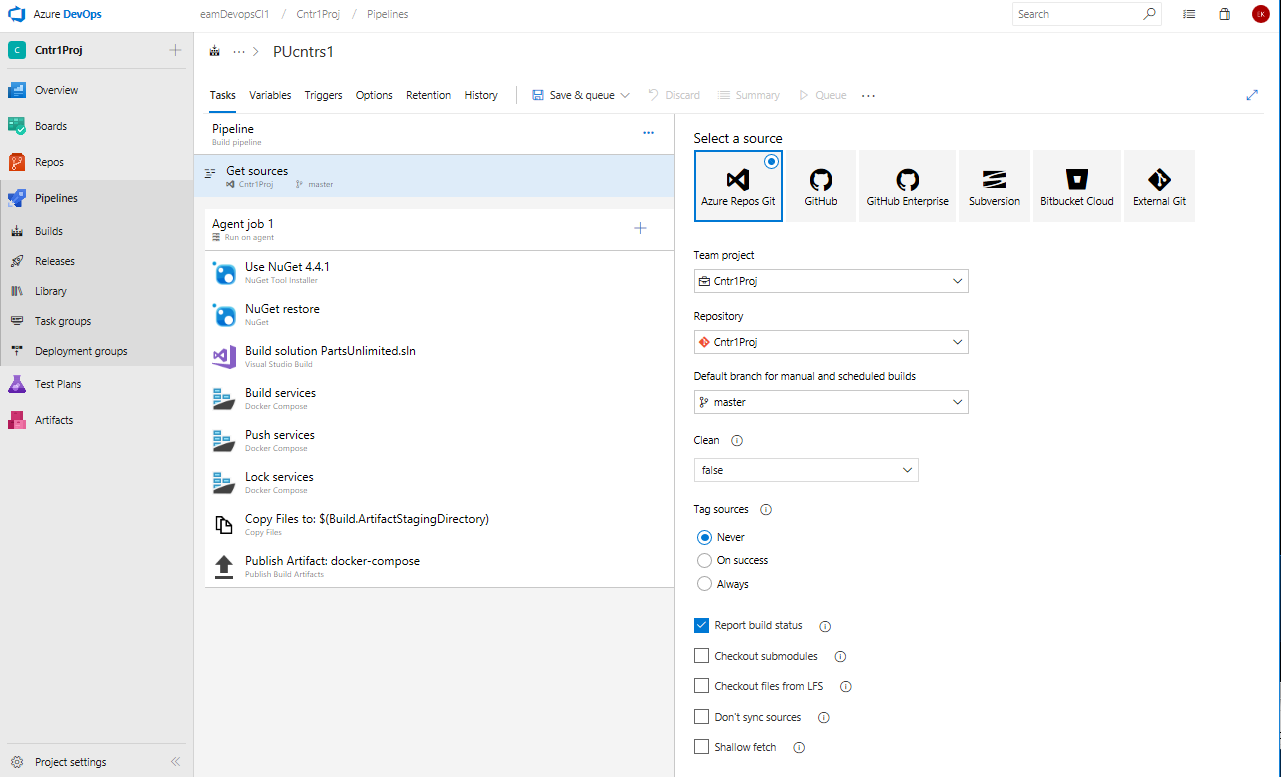 Azure DevOps
eamDevopsCI1 / Cntr1Proj / Pipelines
Search
EK
C Cntr1Proj
Overview
Boards
Repos
Pipelines
Builds
Releases
Library
Task groups
Deployment groups
Test Plans
Artifacts
Project settings
··· > PUcntrs1
Tasks Variables Triggers Options Retention History Save & queue Discard Summary Queue ···
Pipeline
Build pipeline
Get sources
Cntr1Proj master
Agent job 1
Run on agent
Use NuGet 4.4.1
NuGet Tool Installer
NuGet restore
NuGet
Build solution PartsUnlimited.sln
Visual Studio Build
Build services
Docker Compose
Push services
Docker Compose
Lock services
Docker Compose
Copy Files to: $(Build.ArtifactStagingDirectory)
Copy Files
Publish Artifact: docker-compose
Publish Build Artifacts
Select a source
Azure Repos Git GitHub GitHub Enterprise Subversion Bitbucket Cloud External Git
Team project
Cntr1Proj
Repository
Cntr1Proj
Default branch for manual and scheduled builds
master
Clean
false
Tag sources
Never
On success
Always
Report build status
Checkout submodules
Checkout files from LFS
Don't sync sources
Shallow fetch